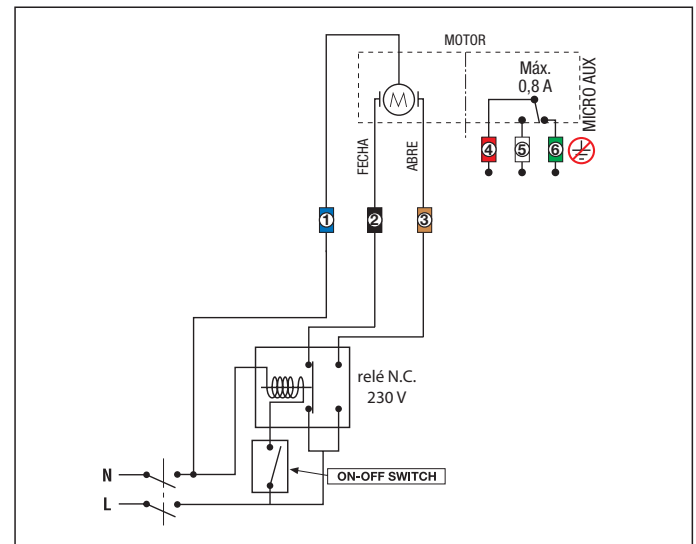 MOTOR
Máx.
0,8 A
MICRO AUX
M
FECHA
ABRE
4
5
6
1
2
3
relé N.C.
230 V
N
ON-OFF SWITCH
L